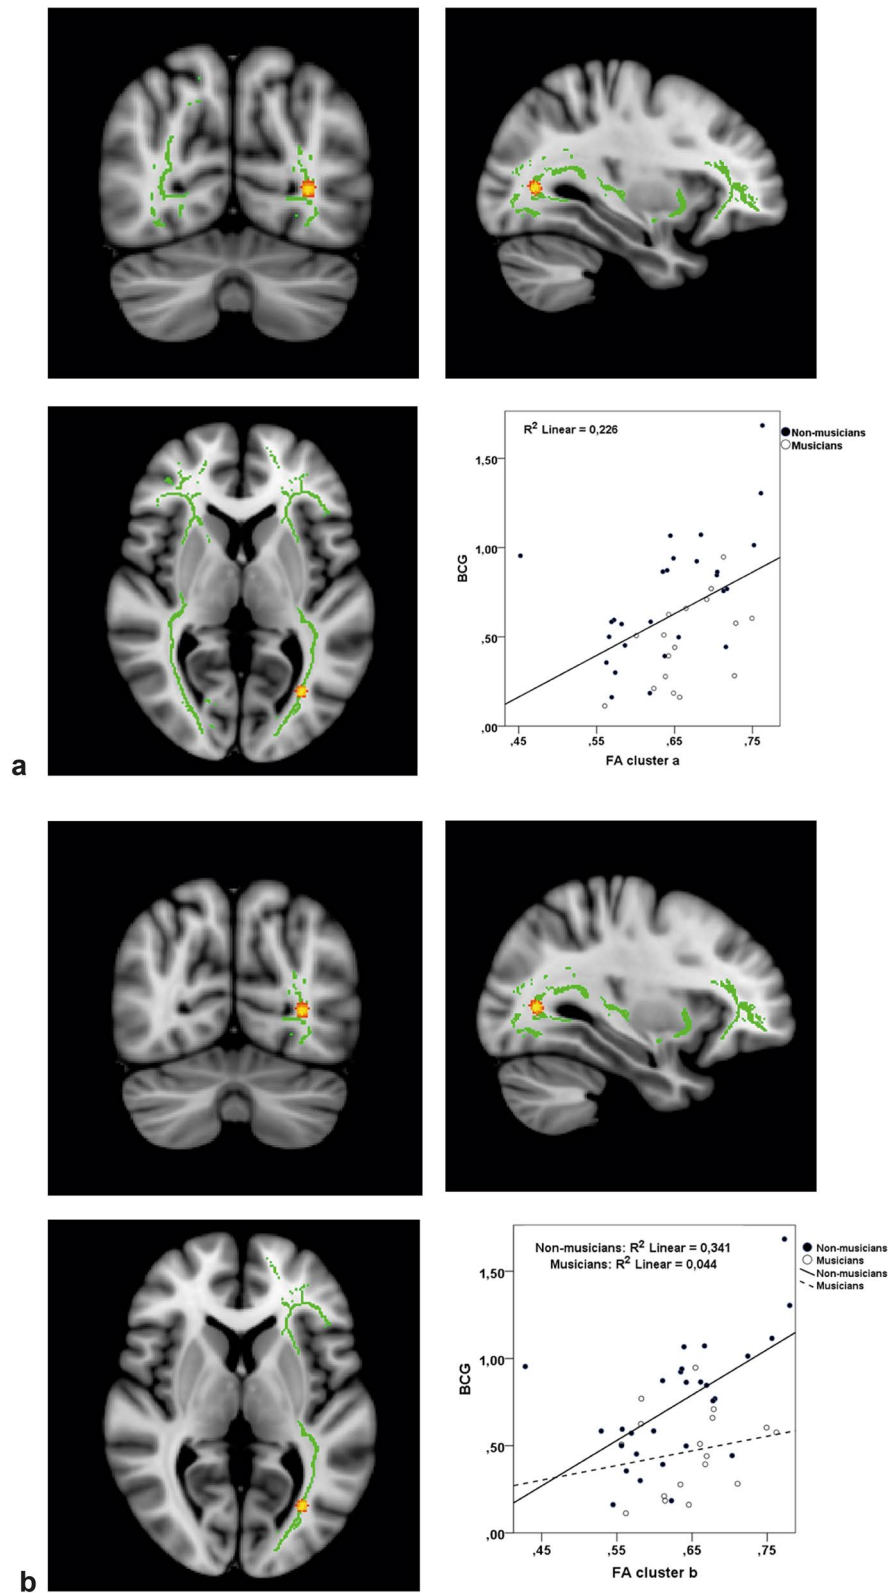 R2 Linear = 0,226
Non-musicians
Musicians
1,50
1,00
,50
,00
BCG
,45 ,55 ,65 ,75
FA cluster a
a
Non-musicians: R2 Linear = 0,341
Musicians: R2 Linear = 0,044
Non-musicians
Musicians
Non-musicians
Musicians
1,50
1,00
,50
,00
BCG
,45 ,55 ,65 ,75
FA cluster b
b